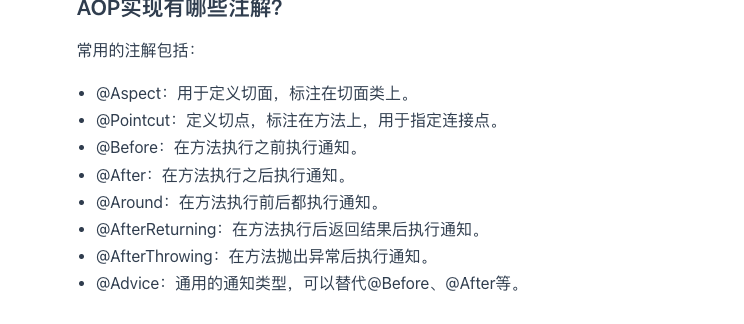 AOP实现有哪些注解？
常用的注解包括：
• @Aspect：用于定义切面，标注在切面类上。
• @Pointcut：定义切点，标注在方法上，用于指定连接点。
• @Before：在方法执行之前执行通知。
• @After：在方法执行之后执行通知。
• @Around：在方法执行前后都执行通知。
• @AfterReturning：在方法执行后返回结果后执行通知。
• @AfterThrowing：在方法抛出异常后执行通知。
• @Advice：通用的通知类型，可以替代@Before、@After等。